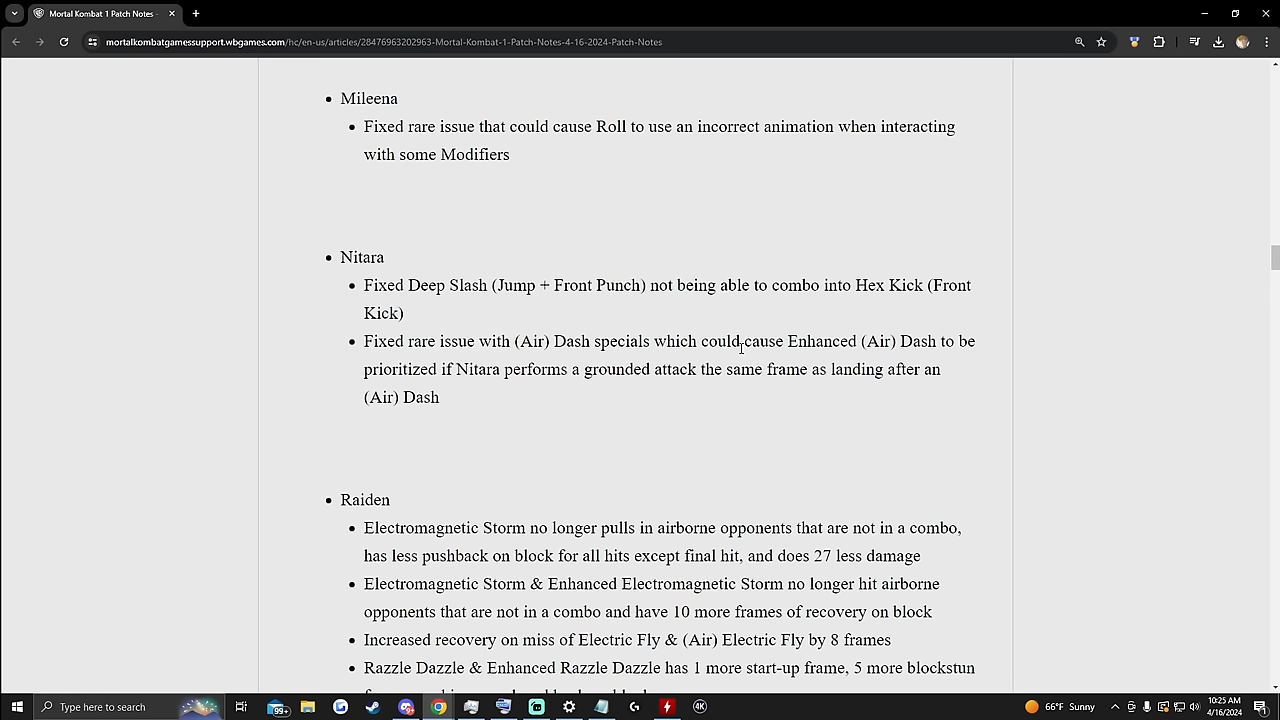 Mortal Kombat 1 Patch Notes -
mortalkombatgamessupport.wbgames.com/hc/en-us/articles/28476963202963-Mortal-Kombat-1-Patch-Notes-4-16-2024-Patch-Notes
Mileena
Fixed rare issue that could cause Roll to use an incorrect animation when interacting
with some Modifiers
Nitara
Fixed Deep Slash (Jump + Front Punch) not being able to combo into Hex Kick (Front
Kick)
Fixed rare issue with (Air) Dash specials which could cause Enhanced (Air) Dash to be
prioritized if Nitara performs a grounded attack the same frame as landing after an
(Air) Dash
Raiden
Electromagnetic Storm no longer pulls in airborne opponents that are not in a combo,
has less pushback on block for all hits except final hit, and does 27 less damage
Electromagnetic Storm & Enhanced Electromagnetic Storm no longer hit airborne
opponents that are not in a combo and have 10 more frames of recovery on block
Increased recovery on miss of Electric Fly & (Air) Electric Fly by 8 frames
Razzle Dazzle & Enhanced Razzle Dazzle has 1 more start-up frame, 5 more blockstun
Type here to search
99+
4K
66°F Sunny
10:25 AM
4/16/2024